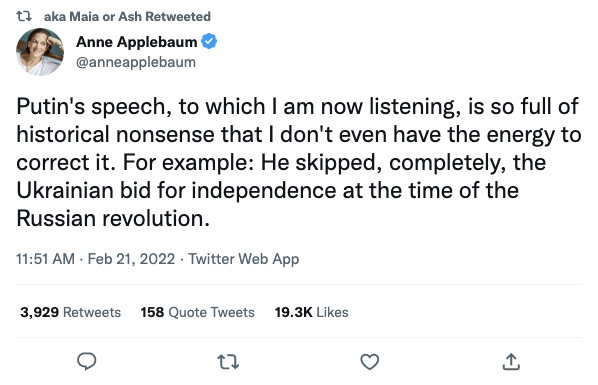 aka Maia or Ash Retweeted
Anne Applebaum
@anneapplebaum
Putin's speech, to which I am now listening, is so full of
historical nonsense that I don't even have the energy to
correct it. For example: He skipped, completely, the
Ukrainian bid for independence at the time of the
Russian revolution.
11:51 AM · Feb 21, 2022 · Twitter Web App
3,929 Retweets 158 Quote Tweets 19.3K Likes